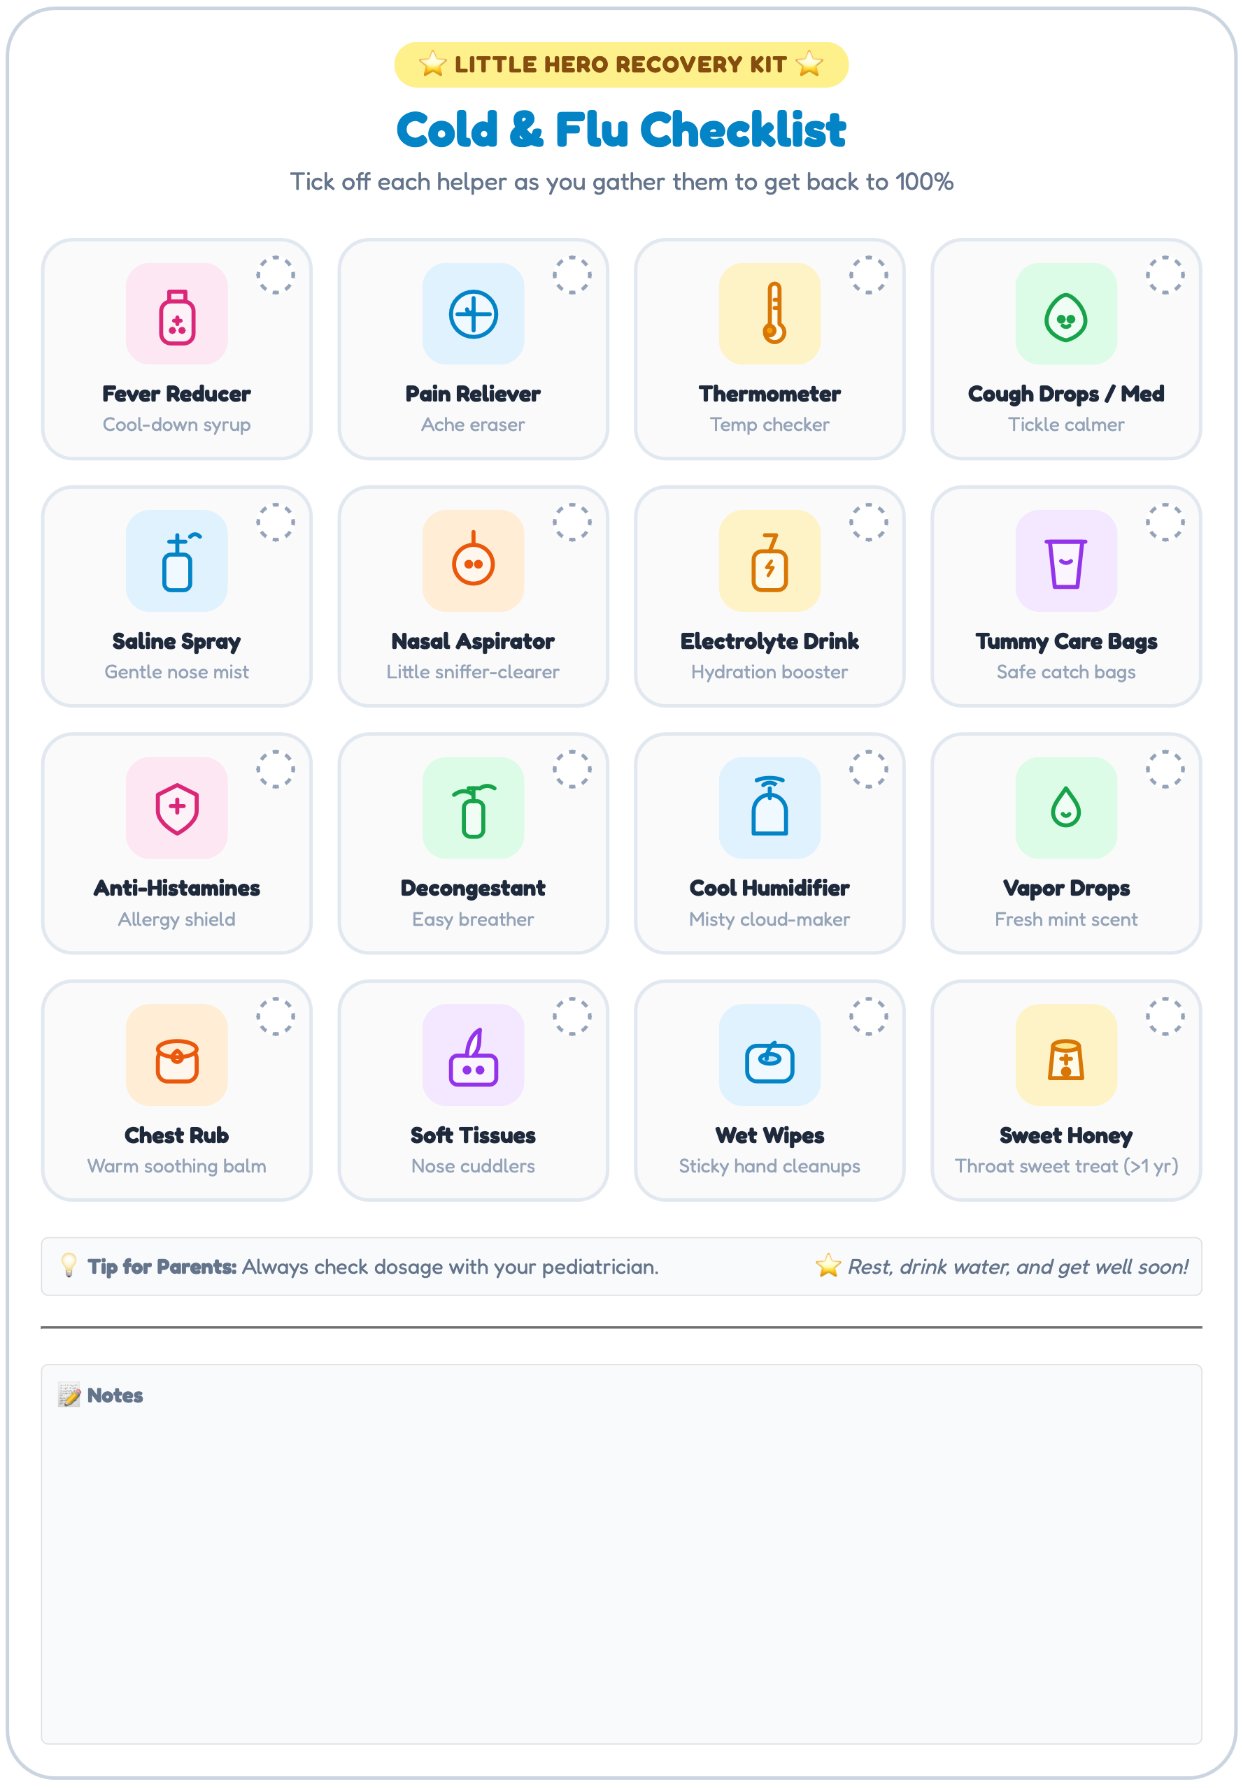 ⭐ LITTLE HERO RECOVERY KIT ⭐
Cold & Flu Checklist
Tick off each helper as you gather them to get back to 100%
Fever Reducer
Cool-down syrup
Pain Reliever
Ache eraser
Thermometer
Temp checker
Cough Drops / Med
Tickle calmer
Saline Spray
Gentle nose mist
Nasal Aspirator
Little sniffer-clearer
Electrolyte Drink
Hydration booster
Tummy Care Bags
Safe catch bags
Anti-Histamines
Allergy shield
Decongestant
Easy breather
Cool Humidifier
Misty cloud-maker
Vapor Drops
Fresh mint scent
Chest Rub
Warm soothing balm
Soft Tissues
Nose cuddlers
Wet Wipes
Sticky hand cleanups
Sweet Honey
Throat sweet treat (>1 yr)
💡 Tip for Parents: Always check dosage with your pediatrician.
⭐ Rest, drink water, and get well soon!
📝 Notes